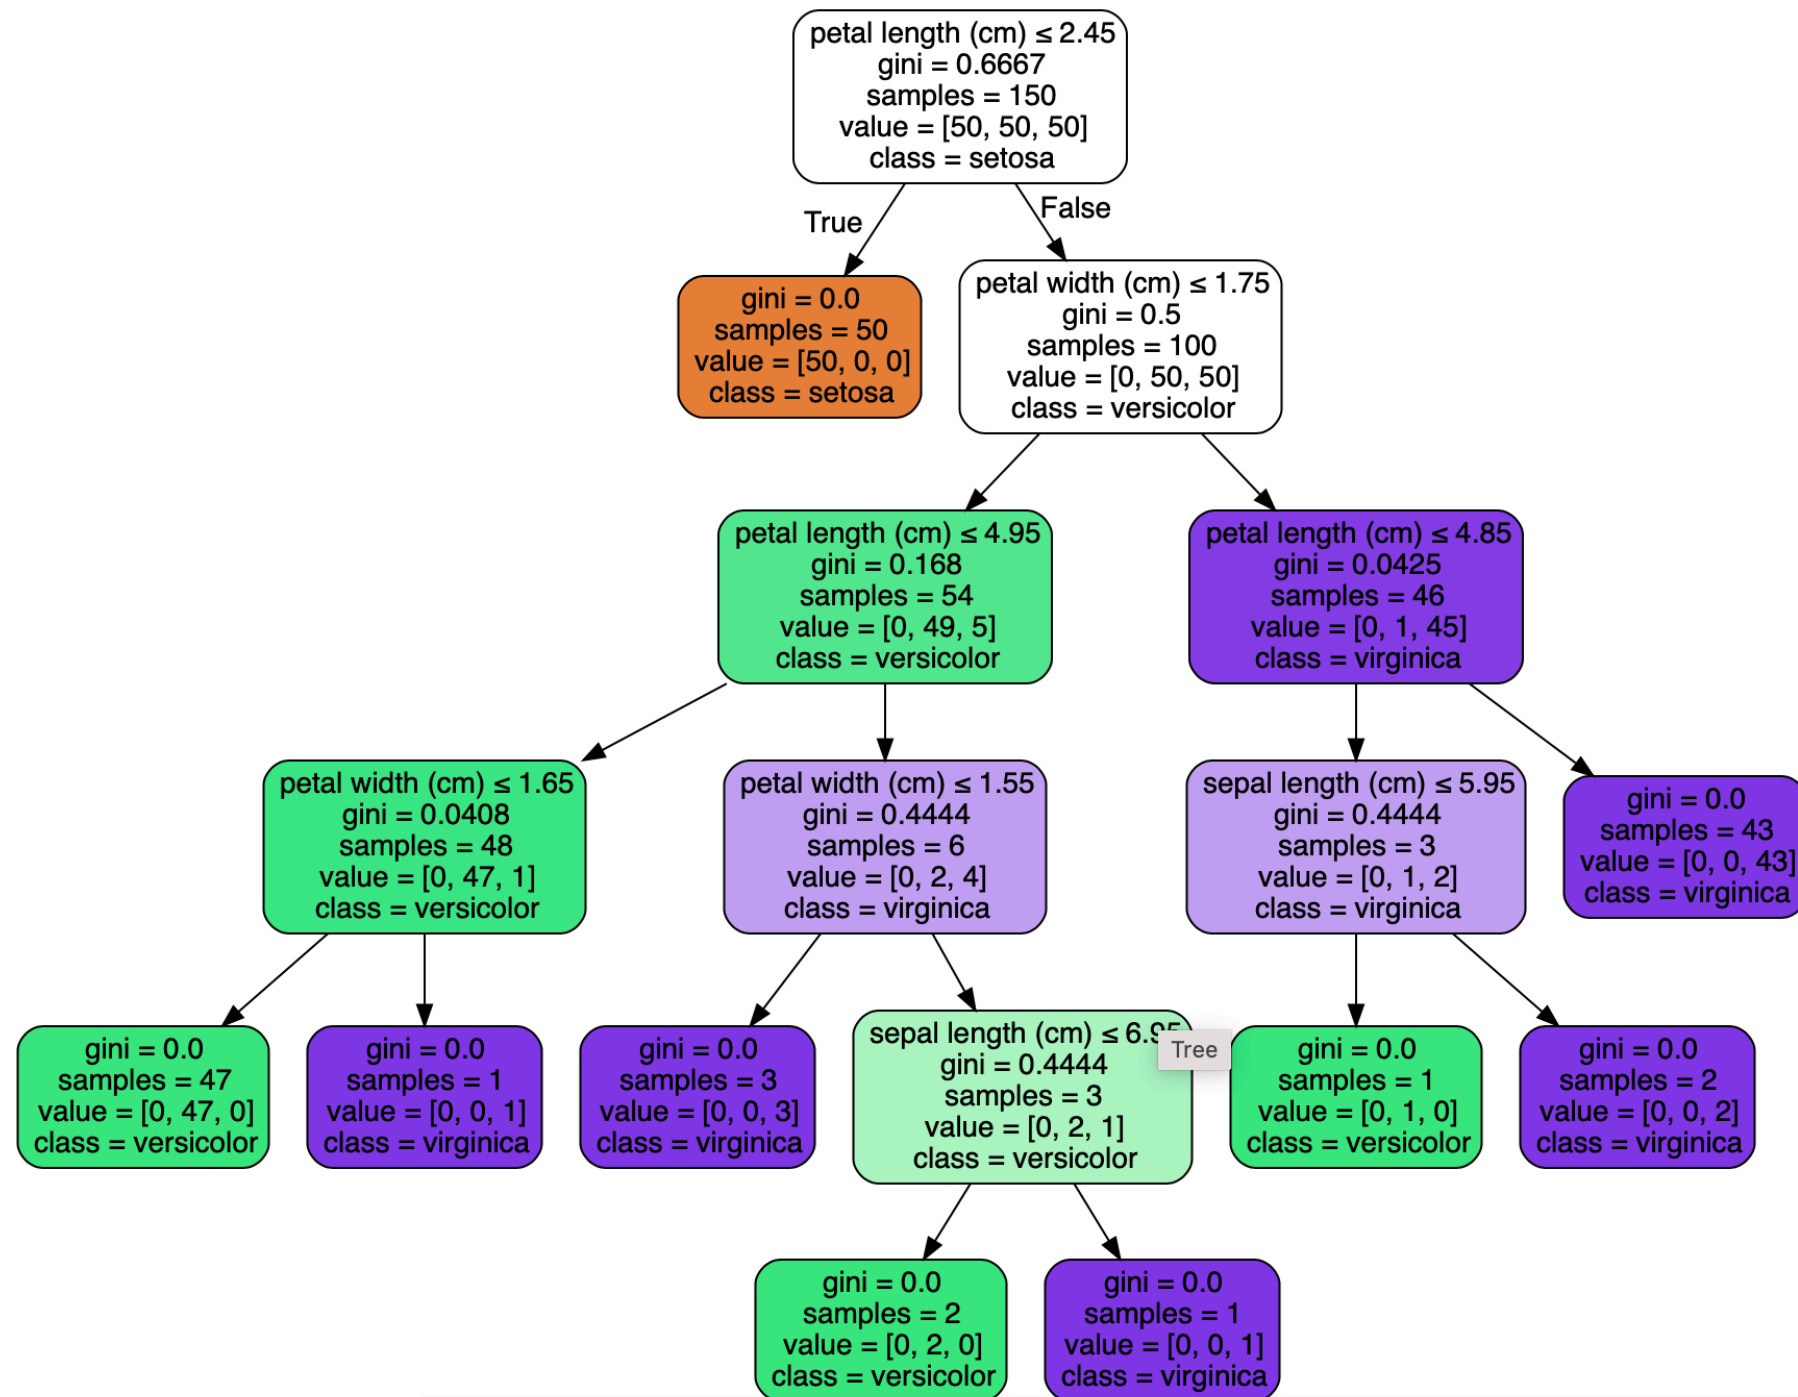 petal length (cm) ≤ 2.45
gini = 0.6667
samples = 150
value = [50, 50, 50]
class = setosa
True
False
gini = 0.0
samples = 50
value = [50, 0, 0]
class = setosa
petal width (cm) ≤ 1.75
gini = 0.5
samples = 100
value = [0, 50, 50]
class = versicolor
petal length (cm) ≤ 4.95
gini = 0.168
samples = 54
value = [0, 49, 5]
class = versicolor
petal length (cm) ≤ 4.85
gini = 0.0425
samples = 46
value = [0, 1, 45]
class = virginica
petal width (cm) ≤ 1.65
gini = 0.0408
samples = 48
value = [0, 47, 1]
class = versicolor
petal width (cm) ≤ 1.55
gini = 0.4444
samples = 6
value = [0, 2, 4]
class = virginica
sepal length (cm) ≤ 5.95
gini = 0.4444
samples = 3
value = [0, 1, 2]
class = virginica
gini = 0.0
samples = 43
value = [0, 0, 43]
class = virginica
gini = 0.0
samples = 47
value = [0, 47, 0]
class = versicolor
gini = 0.0
samples = 1
value = [0, 0, 1]
class = virginica
gini = 0.0
samples = 3
value = [0, 0, 3]
class = virginica
sepal length (cm) ≤ 6.95
gini = 0.4444
samples = 3
value = [0, 2, 1]
class = versicolor
Tree
gini = 0.0
samples = 1
value = [0, 1, 0]
class = versicolor
gini = 0.0
samples = 2
value = [0, 0, 2]
class = virginica
gini = 0.0
samples = 2
value = [0, 2, 0]
class = versicolor
gini = 0.0
samples = 1
value = [0, 0, 1]
class = virginica